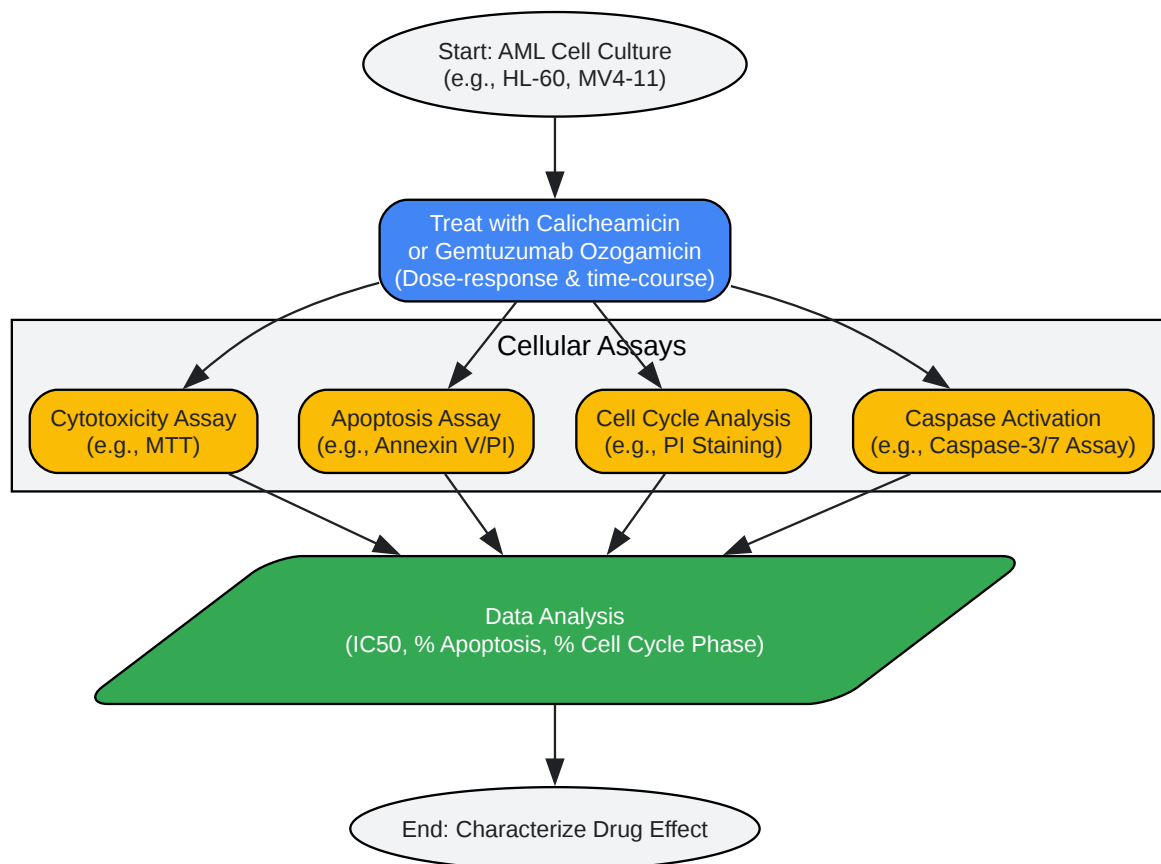 Start: AML Cell Culture
(e.g., HL-60, MV4-11)
Treat with Calicheamicin
or Gemtuzumab Ozogamicin
(Dose-response & time-course)
Cellular Assays
Cytotoxicity Assay
(e.g., MTT)
Apoptosis Assay
(e.g., Annexin V/PI)
Cell Cycle Analysis
(e.g., PI Staining)
Caspase Activation
(e.g., Caspase-3/7 Assay)
Data Analysis
(IC50, % Apoptosis, % Cell Cycle Phase)
End: Characterize Drug Effect